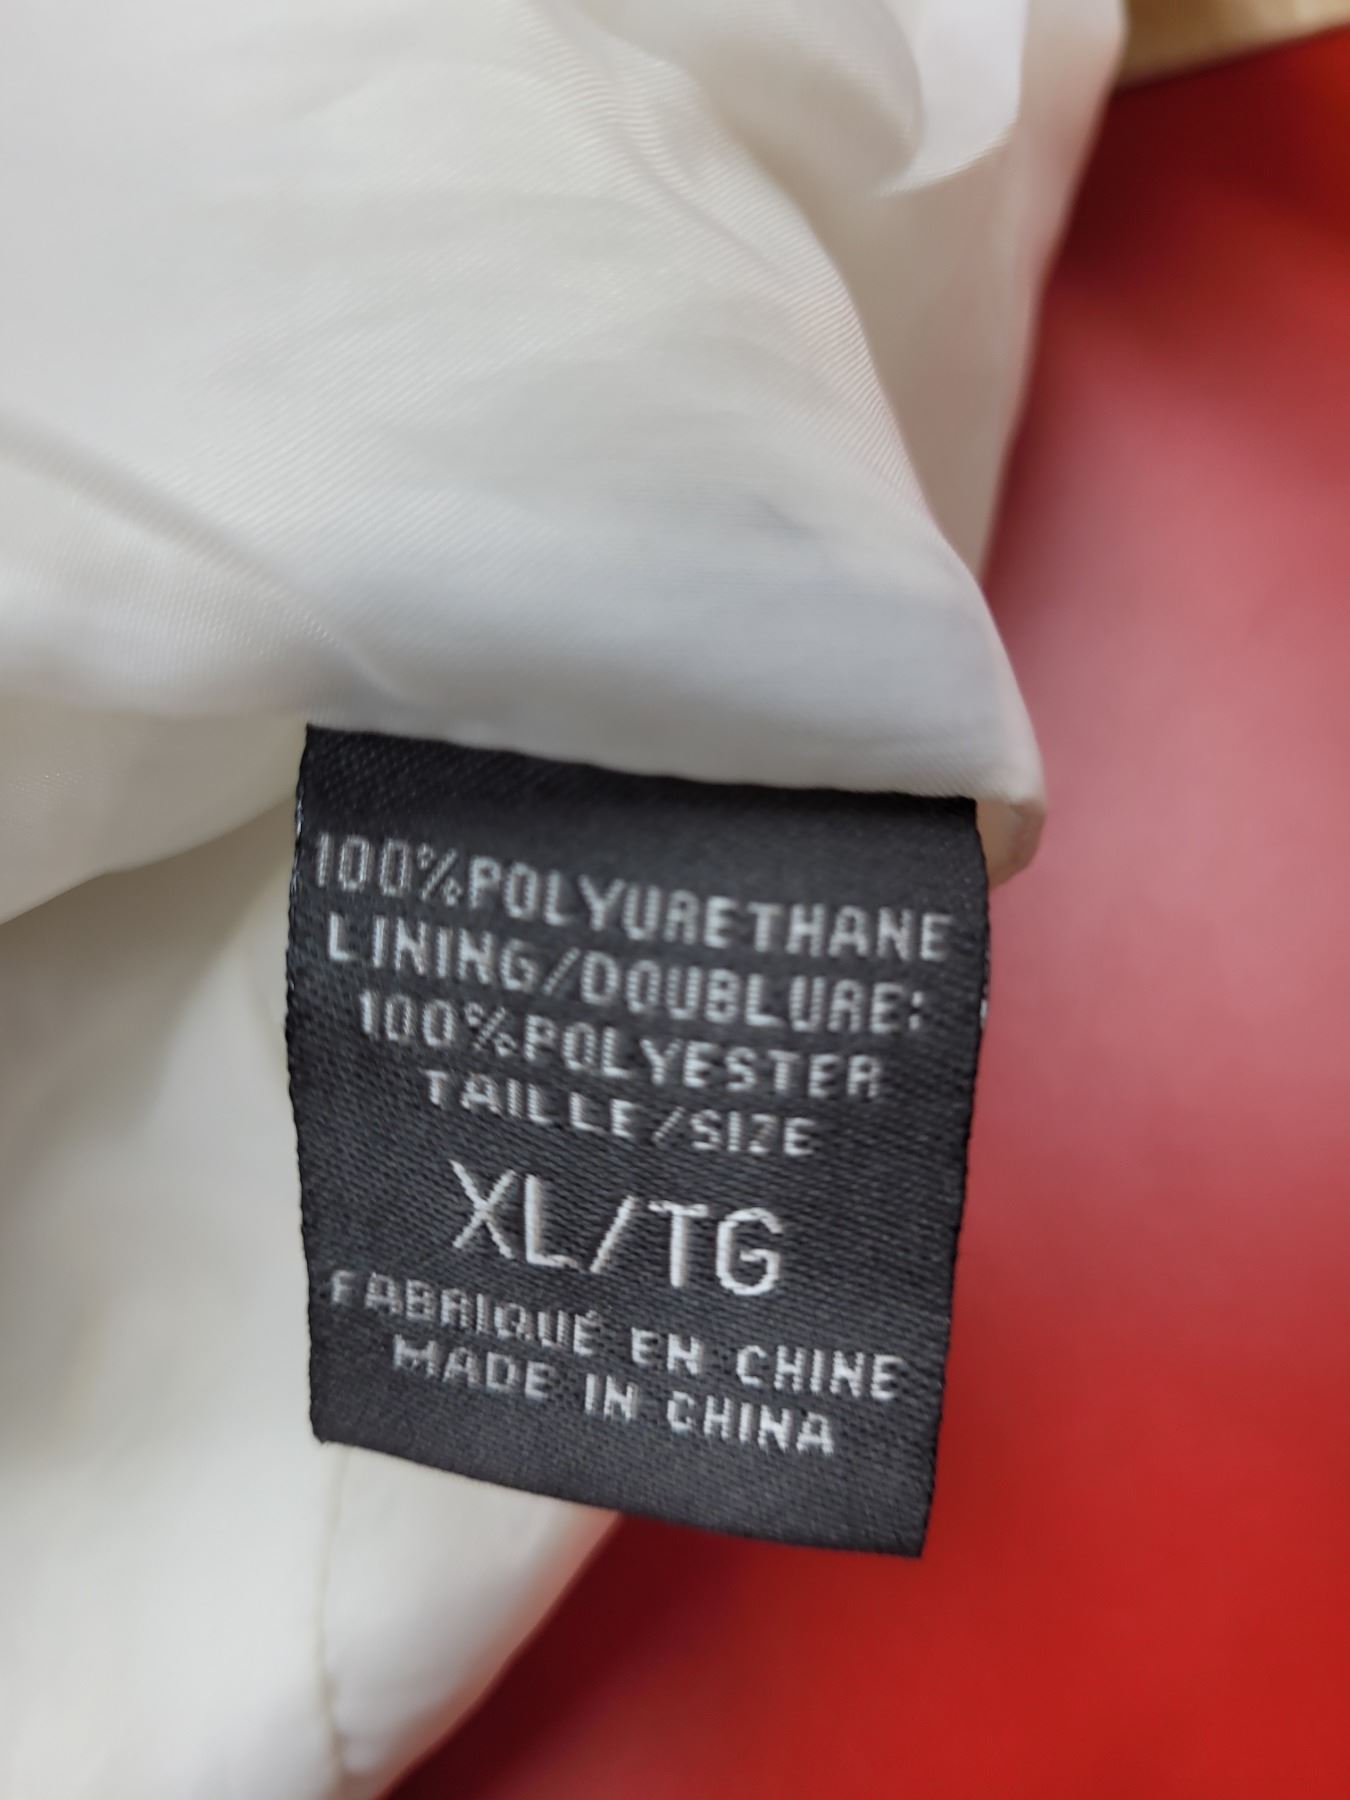 100%POLYURETHANE
LINING/DOUBLURE:
100%POLYESTER
TAILLE/SIZE
XL/TG
FABRIQUÉ EN CHINE
MADE IN CHINA